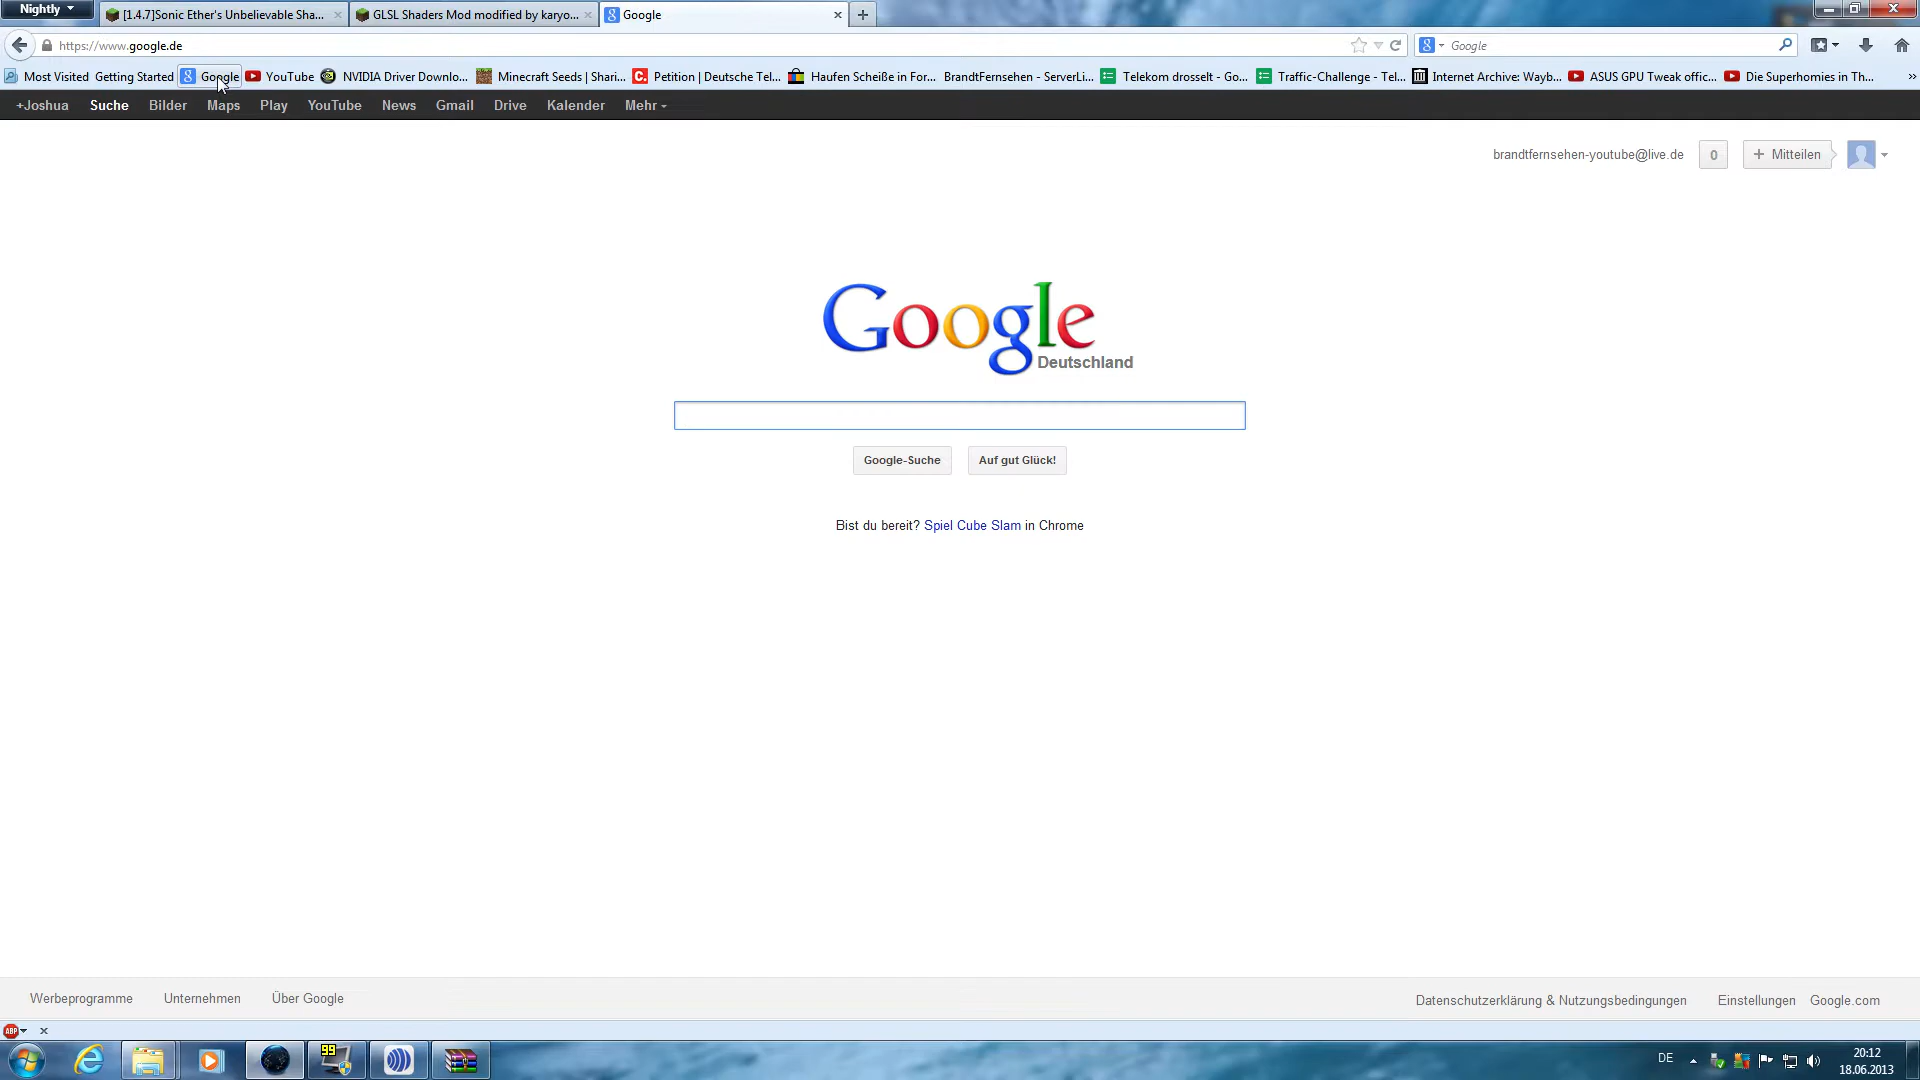 Nightly
[1.4.7]Sonic Ether's Unbelievable Sha...
GLSL Shaders Mod modified by karyo...
Google
https://www.google.de
Google
Most Visited
Getting Started
Google
YouTube
NVIDIA Driver Downlo...
Minecraft Seeds | Shari...
Petition | Deutsche Tel...
Haufen Scheiße in For...
BrandtFernsehen - ServerLi...
Telekom drosselt - Go...
Traffic-Challenge - Tel...
Internet Archive: Wayb...
ASUS GPU Tweak offic...
Die Superhomies in Th...
+Joshua Suche Bilder Maps Play YouTube News Gmail Drive Kalender Mehr
brandtfernsehen-youtube@live.de
0
+ Mitteilen
Google
Deutschland
Google-Suche
Auf gut Glück!
Bist du bereit? Spiel Cube Slam in Chrome
Werbeprogramme
Unternehmen
Über Google
Datenschutzerklärung & Nutzungsbedingungen
Einstellungen
Google.com
ABP
99
DE
20:12
18.06.2013